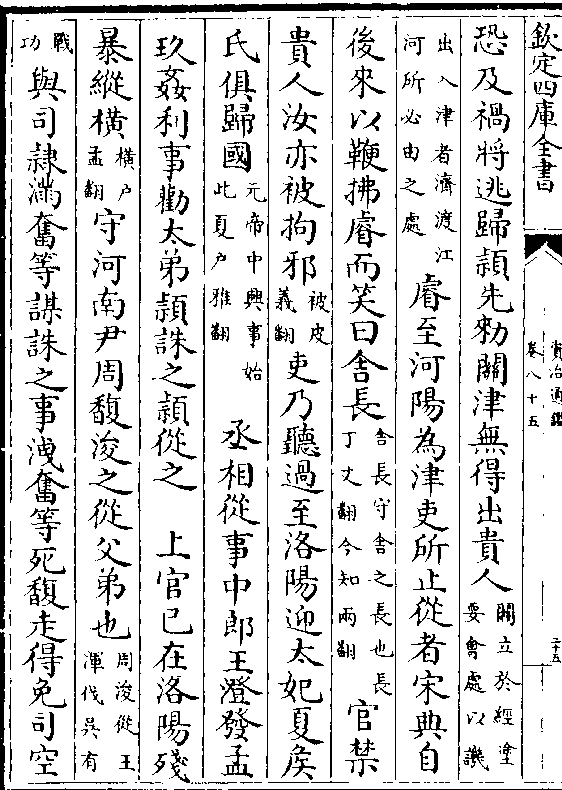 欽定四庫全書
資治通鑑
卷八十五
二十五
恐及禍將逃歸頴先勑關津無得出貴人關立於經塗要會處以譏
出入津者濟渡江河所必由之處睿至河陽為津吏所止從者宋典自
後來以鞭拂睿而笑曰舍長舍長守舍之長也長丁丈翻今知兩翻官禁
貴人汝亦被拘邪被皮義翻吏乃聽過至洛陽迎太妃夏侯
氏俱歸國元帝中興事始此夏户雅翻丞相從事中郎王澄發孟
玖姦利事勸太弟頴誅之頴從之上官巳在洛陽殘
暴縱横横户孟翻守河南尹周馥浚之從父弟也周浚從王渾伐吳有
戰功與司隸滿奮等謀誅之事洩奮等死馥走得免司空